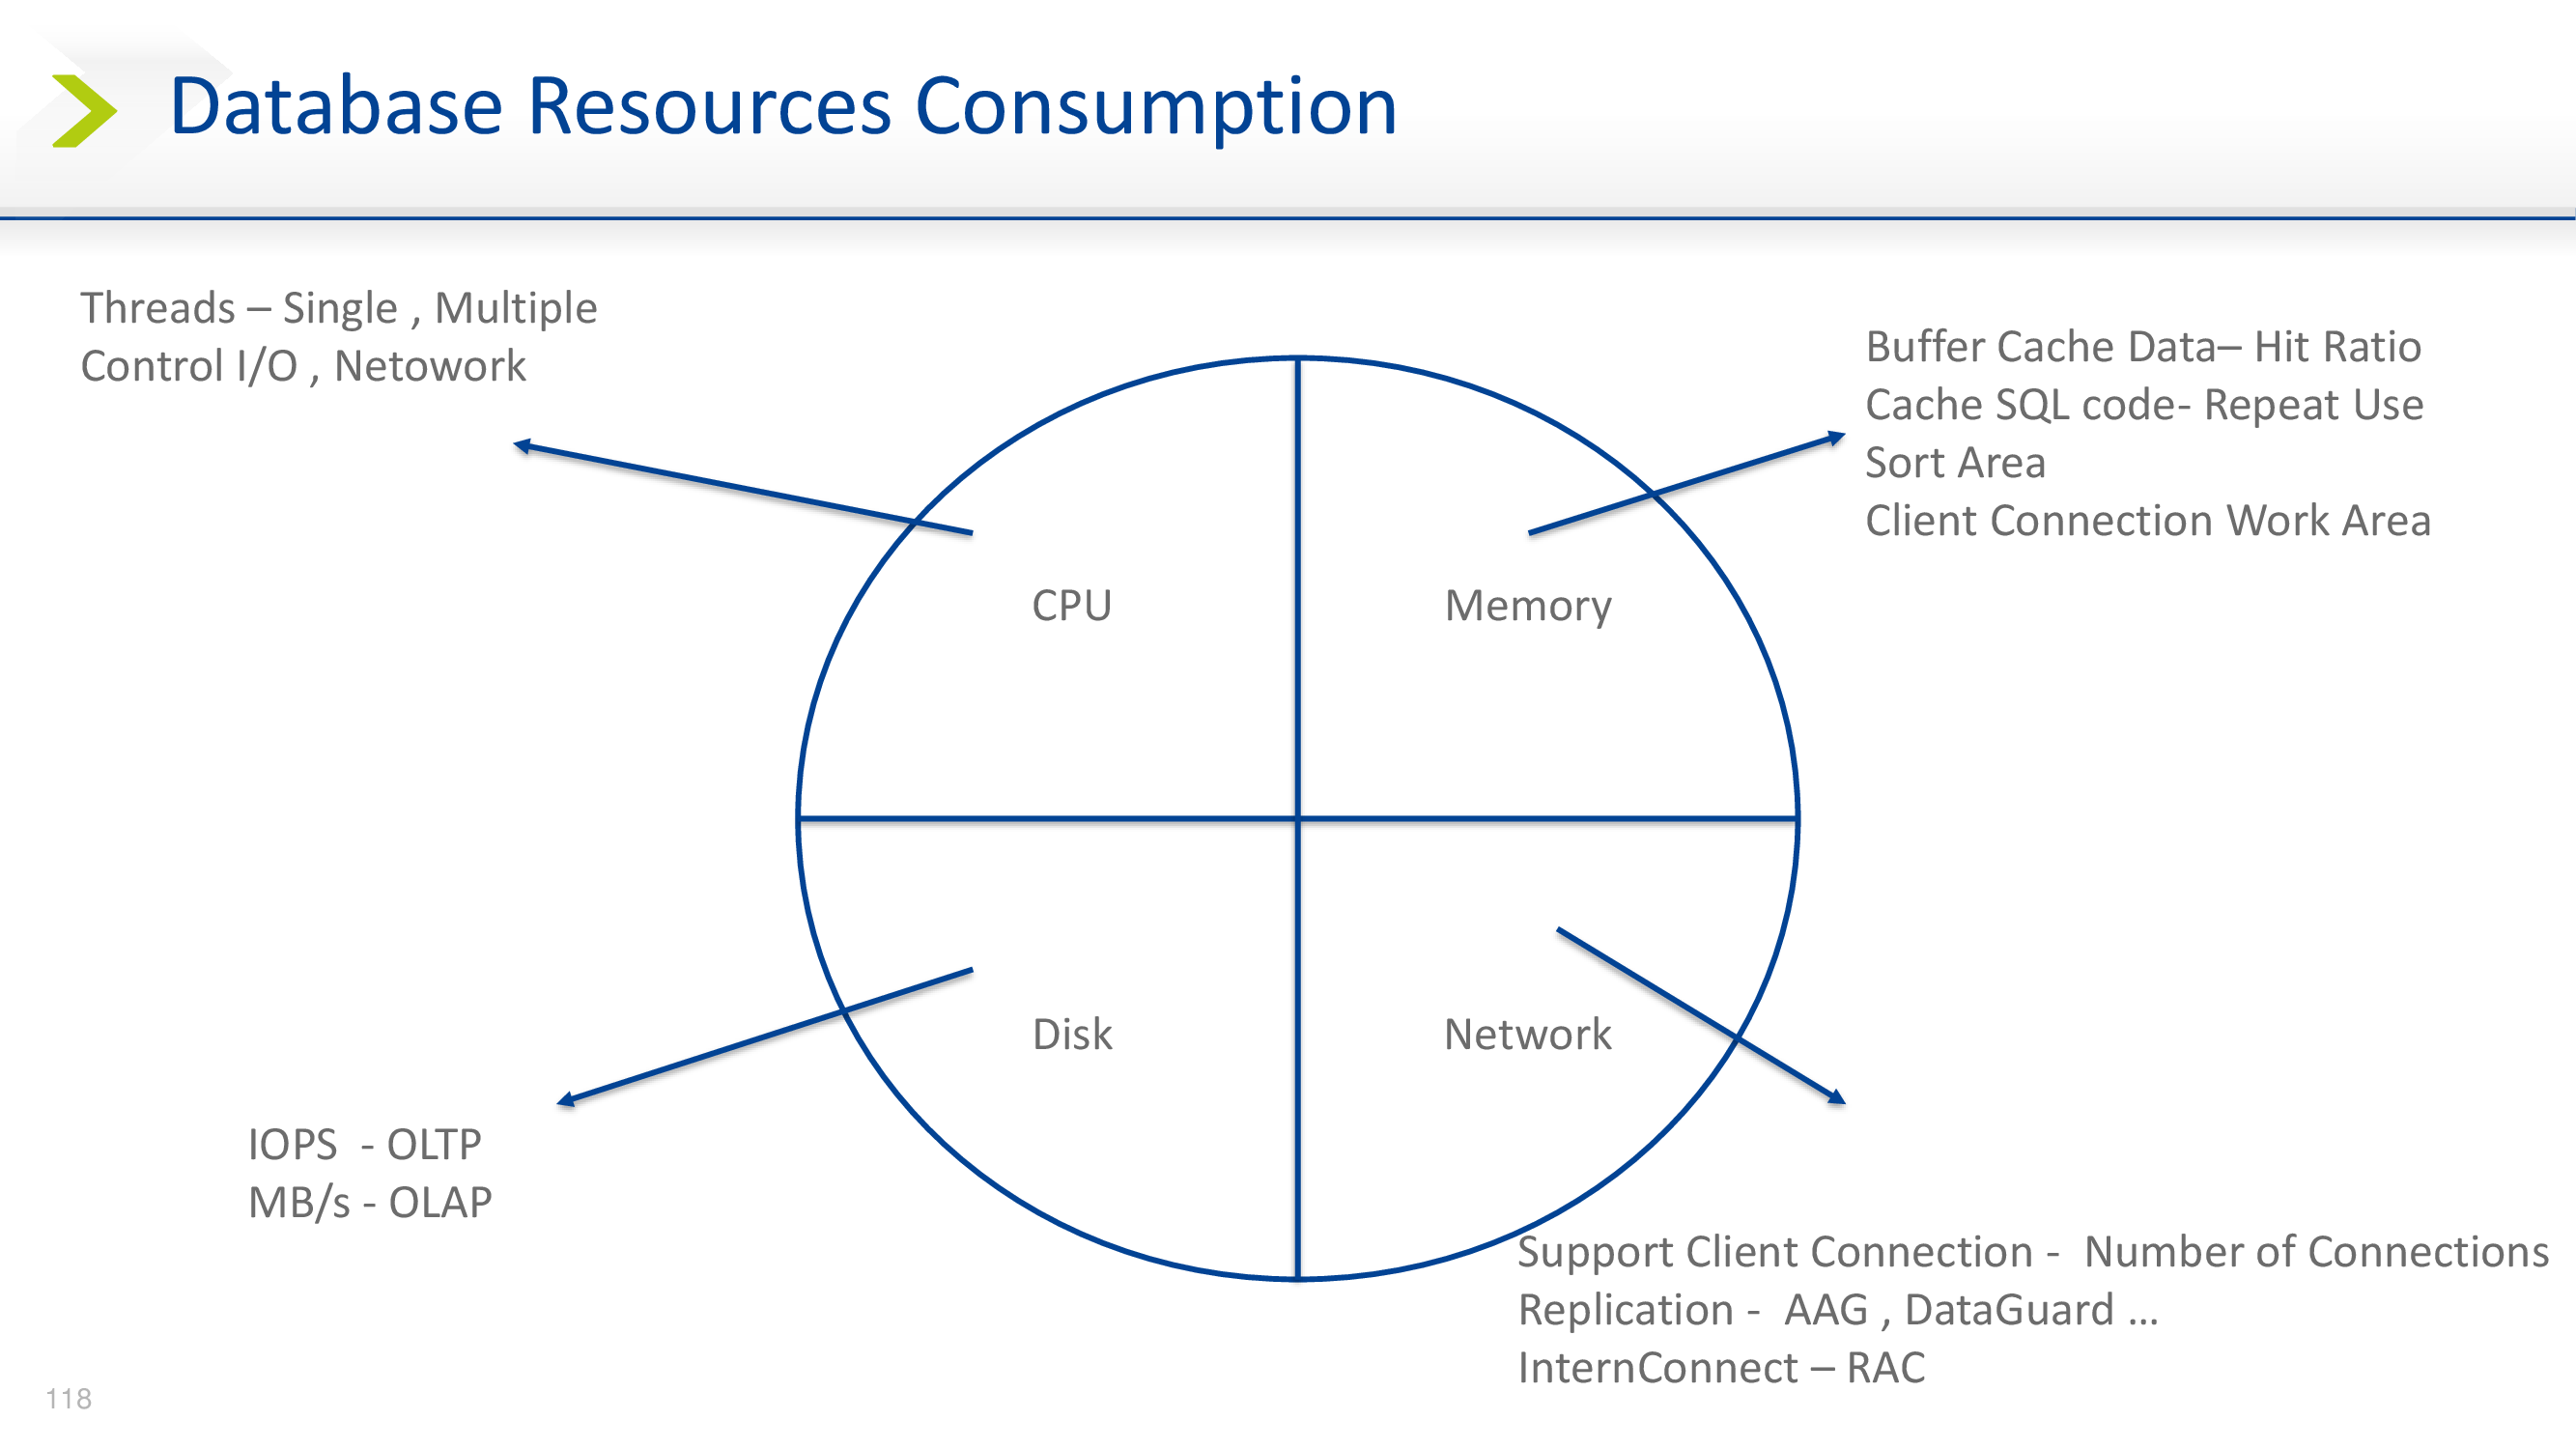 Database Resources Consumption
Threads – Single , Multiple
Control I/O , Netowork
Buffer Cache Data– Hit Ratio
Cache SQL code- Repeat Use
Sort Area
Client Connection Work Area
CPU
Memory
Disk
Network
IOPS  - OLTP
MB/s - OLAP
Support Client Connection -  Number of Connections
Replication -  AAG , DataGuard ...
InternConnect – RAC
118